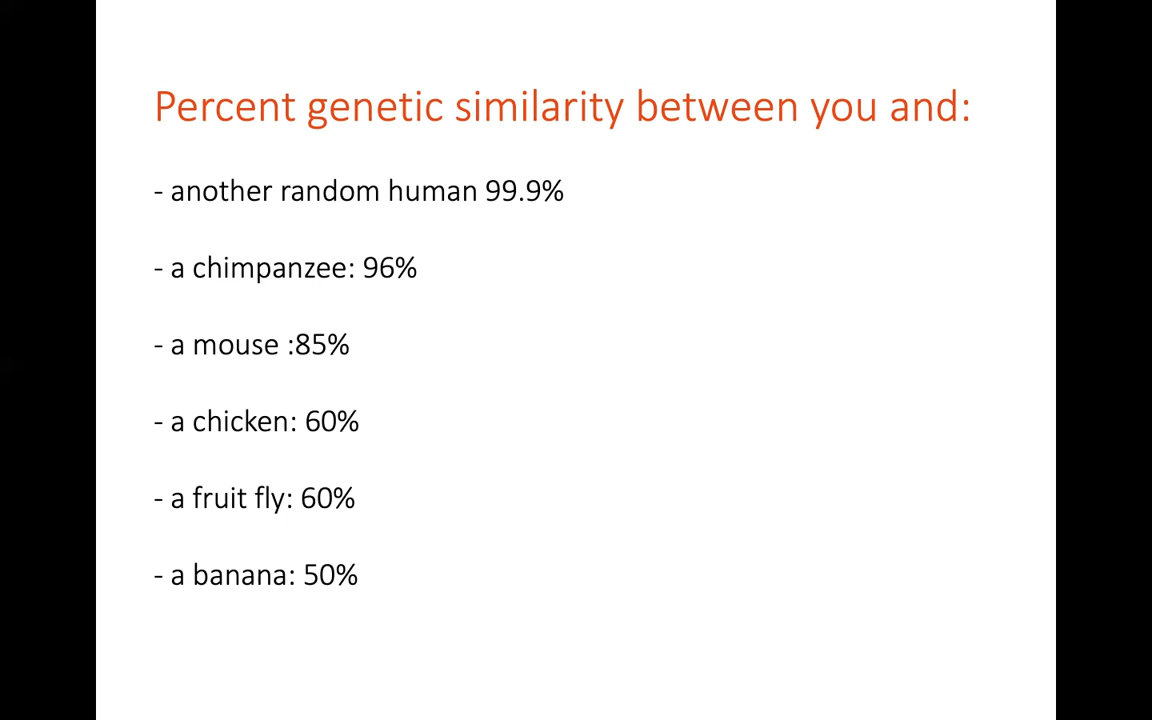 Percent genetic similarity between you and:
- another random human 99.9%
- a chimpanzee: 96%
- a mouse :85%
- a chicken: 60%
- a fruit fly: 60%
- a banana: 50%